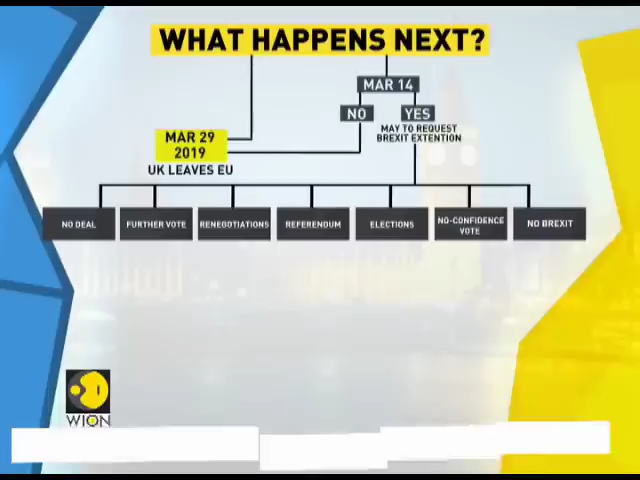 WHAT HAPPENS NEXT?
MAR 14
NO
YES
MAY TO REQUEST
BREXIT EXTENTION
MAR 29
2019
UK LEAVES EU
NO DEAL
FURTHER VOTE
RENEGOTIATIONS
REFERENDUM
ELECTIONS
NO-CONFIDENCE
VOTE
NO BREXIT
WION